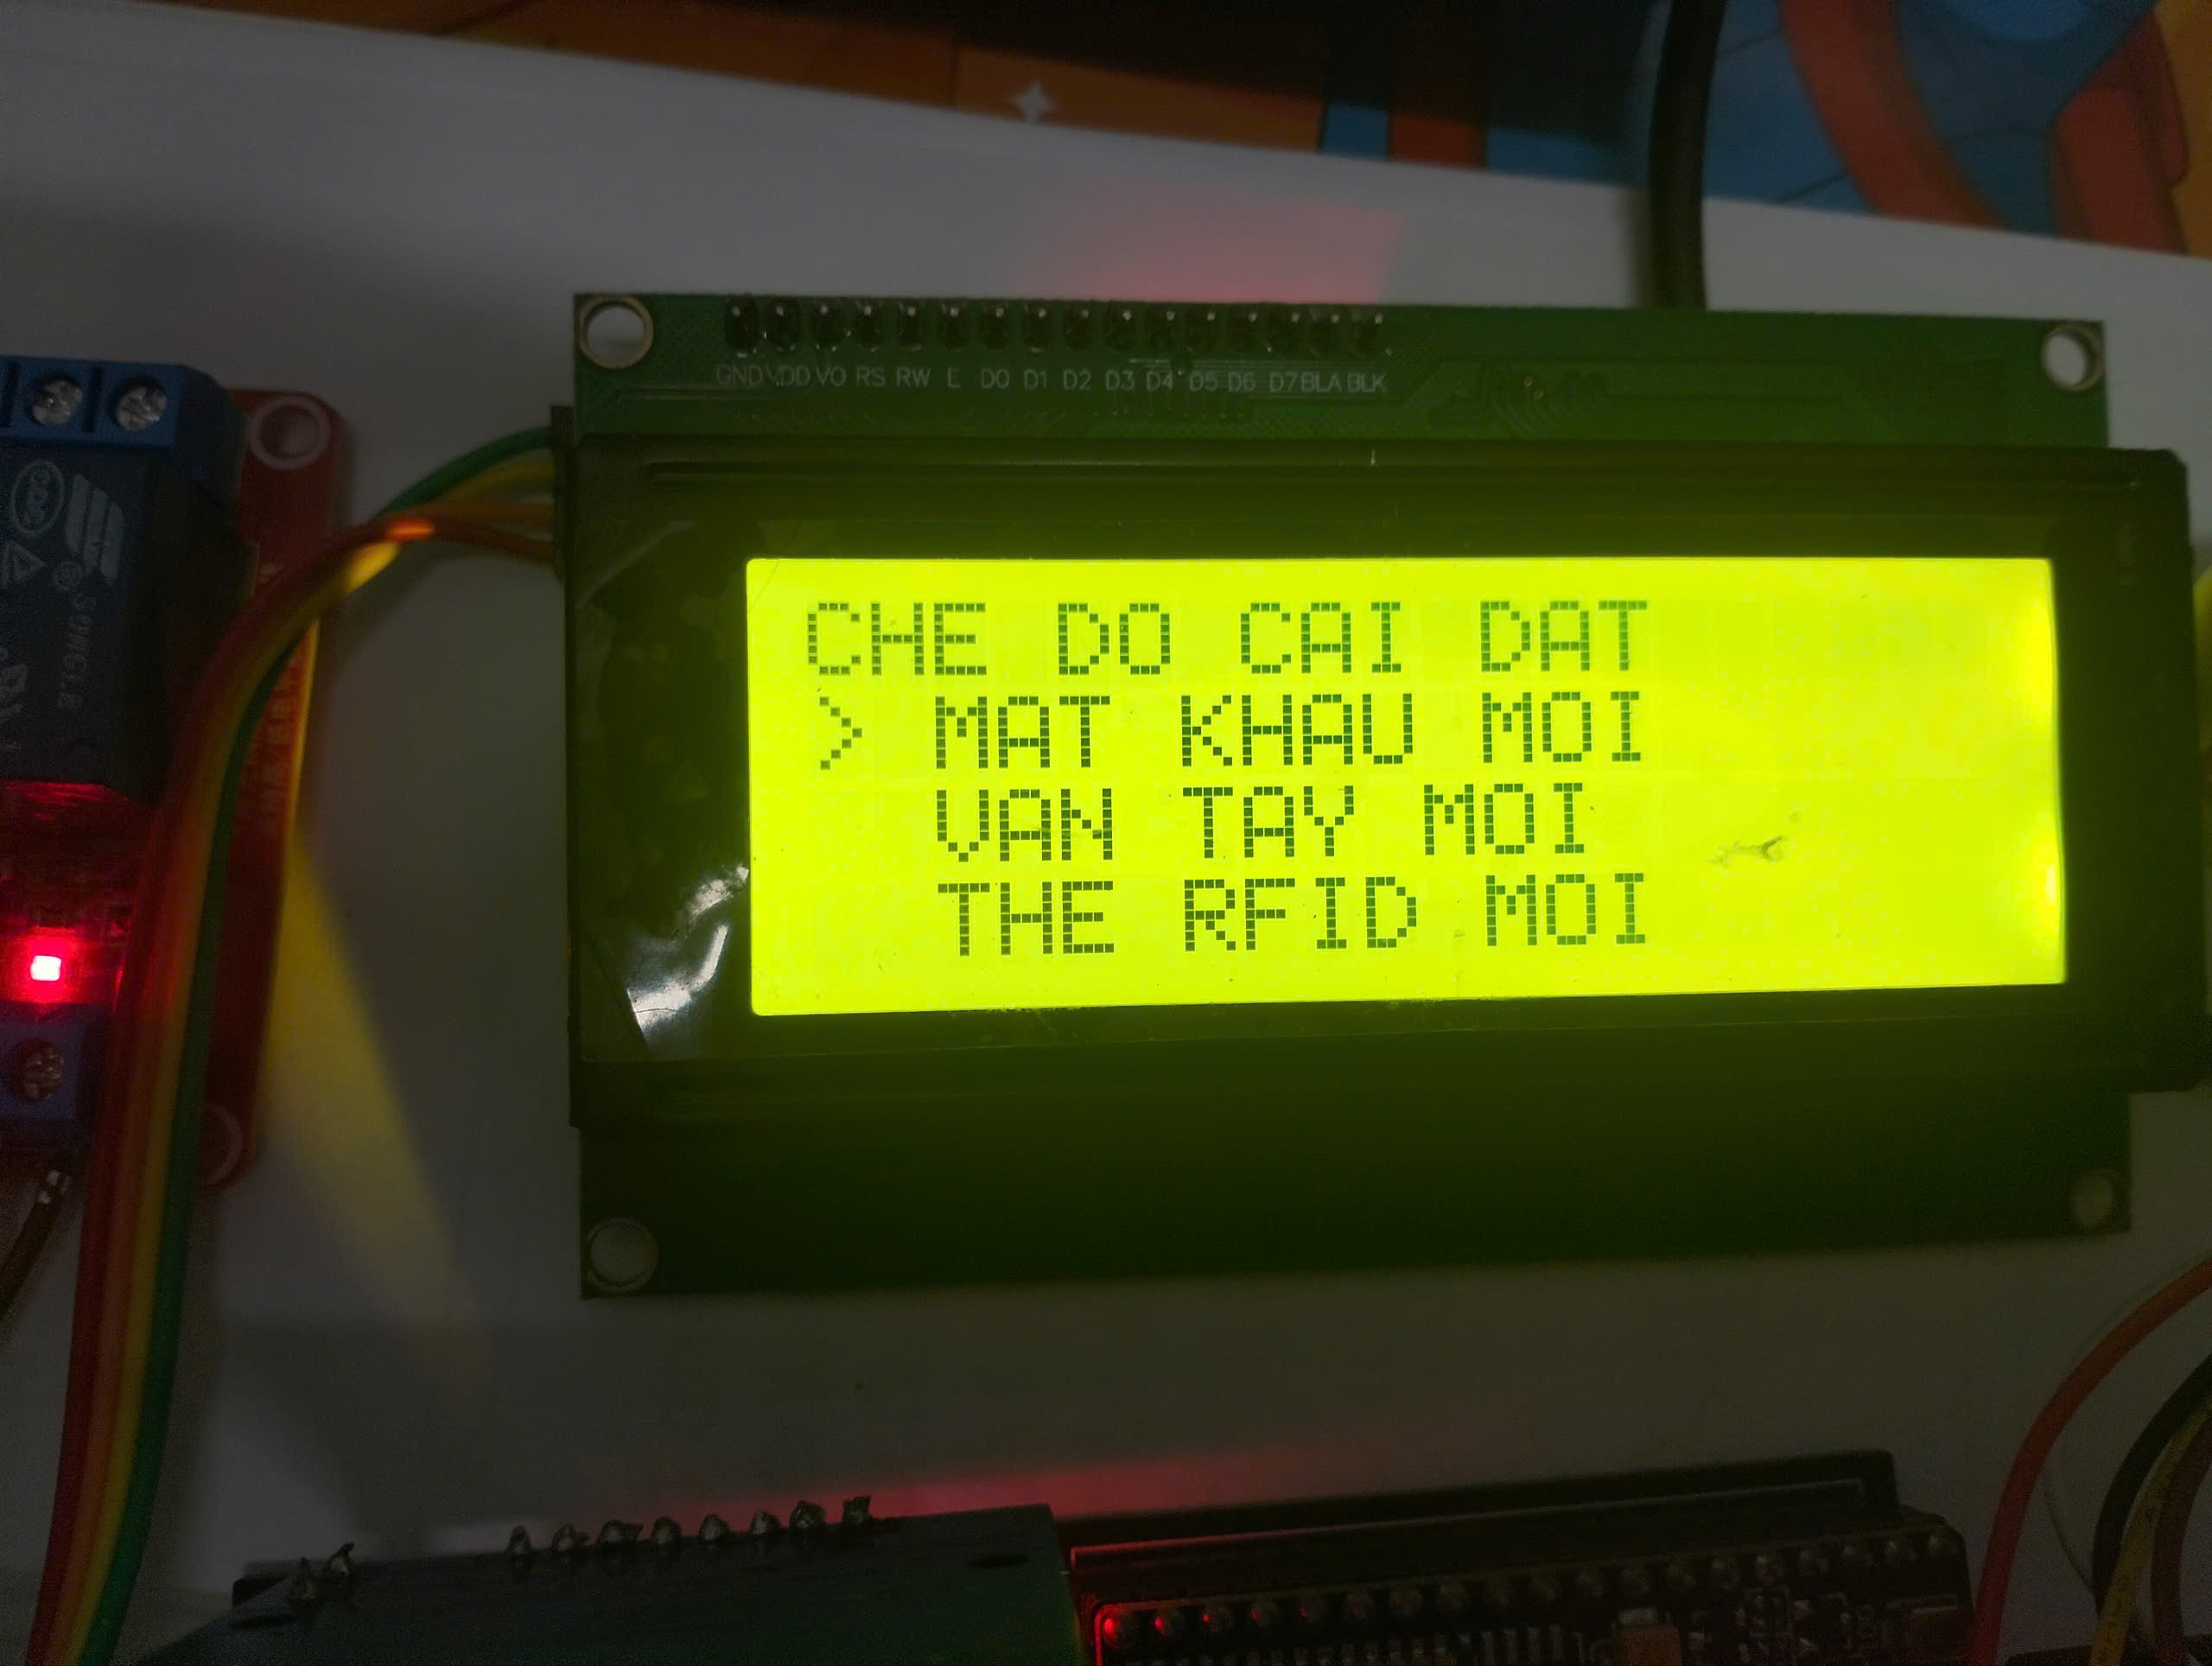 GND VDD VO RS RW E D0 D1 D2 D3 D4 D5 D6 D7 BLA BLK
CHE DO CAI DAT
> MAT KHAU MOI
VAN TAY MOI
THE RFID MOI
SONGLE